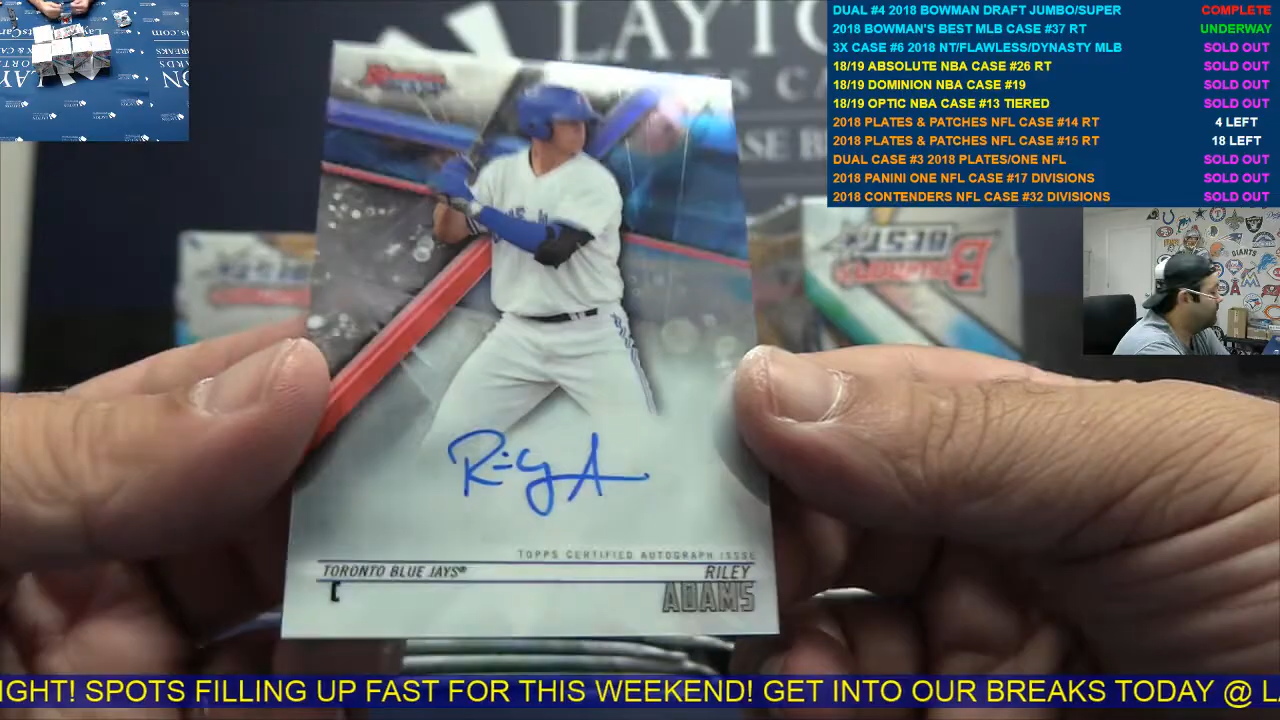 DUAL #4 2018 BOWMAN DRAFT JUMBO/SUPER COMPLETE
2018 BOWMAN'S BEST MLB CASE #37 RT UNDERWAY
3X CASE #6 2018 NT/FLAWLESS/DYNASTY MLB SOLD OUT
18/19 ABSOLUTE NBA CASE #26 RT SOLD OUT
18/19 DOMINION NBA CASE #19 SOLD OUT
18/19 OPTIC NBA CASE #13 TIERED SOLD OUT
2018 PLATES & PATCHES NFL CASE #14 RT 4 LEFT
2018 PLATES & PATCHES NFL CASE #15 RT 18 LEFT
DUAL CASE #3 2018 PLATES/ONE NFL SOLD OUT
2018 PANINI ONE NFL CASE #17 DIVISIONS SOLD OUT
2018 CONTENDERS NFL CASE #32 DIVISIONS SOLD OUT
LAYTO
S CA
SE B
BOWMAN'S
BEST
TOPPS CERTIFIED AUTOGRAPH ISSUE
TORONTO BLUE JAYS®
RILEY
C
ADAMS
IGHT! SPOTS FILLING UP FAST FOR THIS WEEKEND! GET INTO OUR BREAKS TODAY @ L